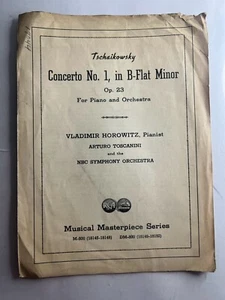 Tschaikowsky
Concerto No. 1, in B-Flat Minor
Op. 23
For Piano and Orchestra
VLADIMIR HOROWITZ, Pianist
ARTURO TOSCANINI
and the
NBC SYMPHONY ORCHESTRA
Musical Masterpiece Series